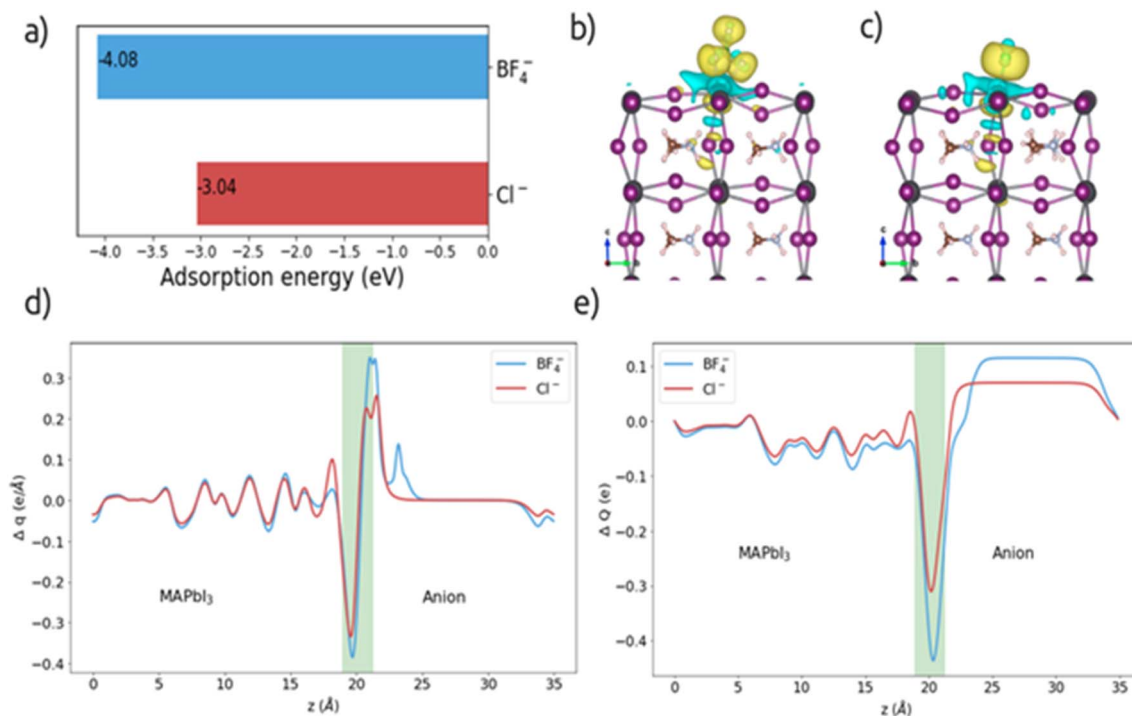 a)
-4.08
BF₄⁻
-3.04
Cl⁻
−4.0 −3.5 −3.0 −2.5 −2.0 −1.5 −1.0 −0.5 0.0
Adsorption energy (eV)
b)
c
c)
c
d)
BF₄⁻
Cl⁻
0.3
0.2
0.1
0.0
−0.1
−0.2
−0.3
−0.4
Δ q (e/Å)
MAPbI₃
Anion
0 5 10 15 20 25 30 35
z (Å)
e)
BF₄⁻
Cl⁻
0.1
0.0
−0.1
−0.2
−0.3
−0.4
Δ Q (e)
MAPbI₃
Anion
0 5 10 15 20 25 30 35
z (Å)